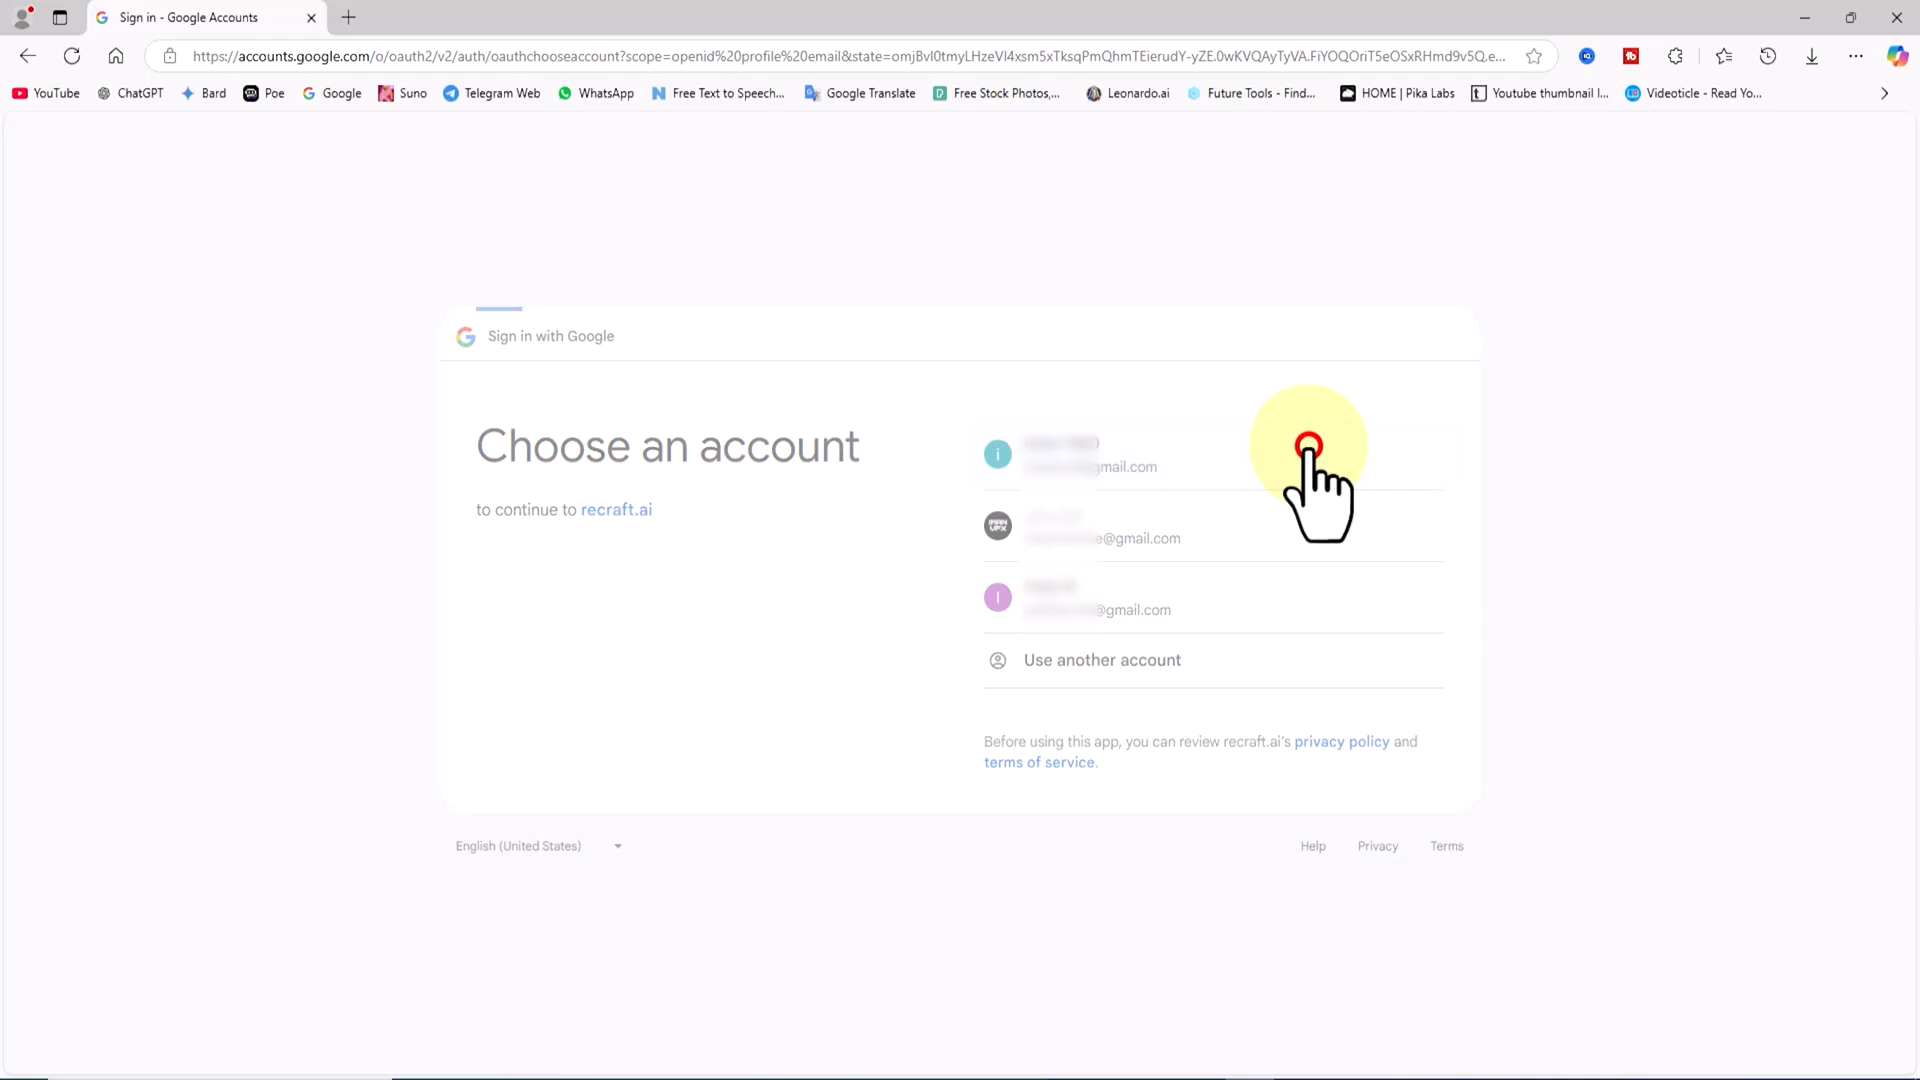 Sign in - Google Accounts
https://accounts.google.com/o/oauth2/v2/auth/oauthchooseaccount?scope=openid%20profile%20email&state=omjBvI0tmyLHzeVI4xsm5xTksqPmQhmTEierudY-yZE.0wKVQAyTyVA.FiYOQOriT5eOSxRHmd9v5Q.e...
YouTube ChatGPT Bard Poe Google Suno Telegram Web WhatsApp Free Text to Speech... Google Translate Free Stock Photos,... Leonardo.ai Future Tools - Find... HOME | Pika Labs Youtube thumbnail l... Videoticle - Read Yo...
Sign in with Google
Choose an account
to continue to recraft.ai
i
gmail.com
IMAN
VFX
e@gmail.com
I
@gmail.com
Use another account
Before using this app, you can review recraft.ai’s privacy policy and
terms of service.
English (United States)
Help Privacy Terms